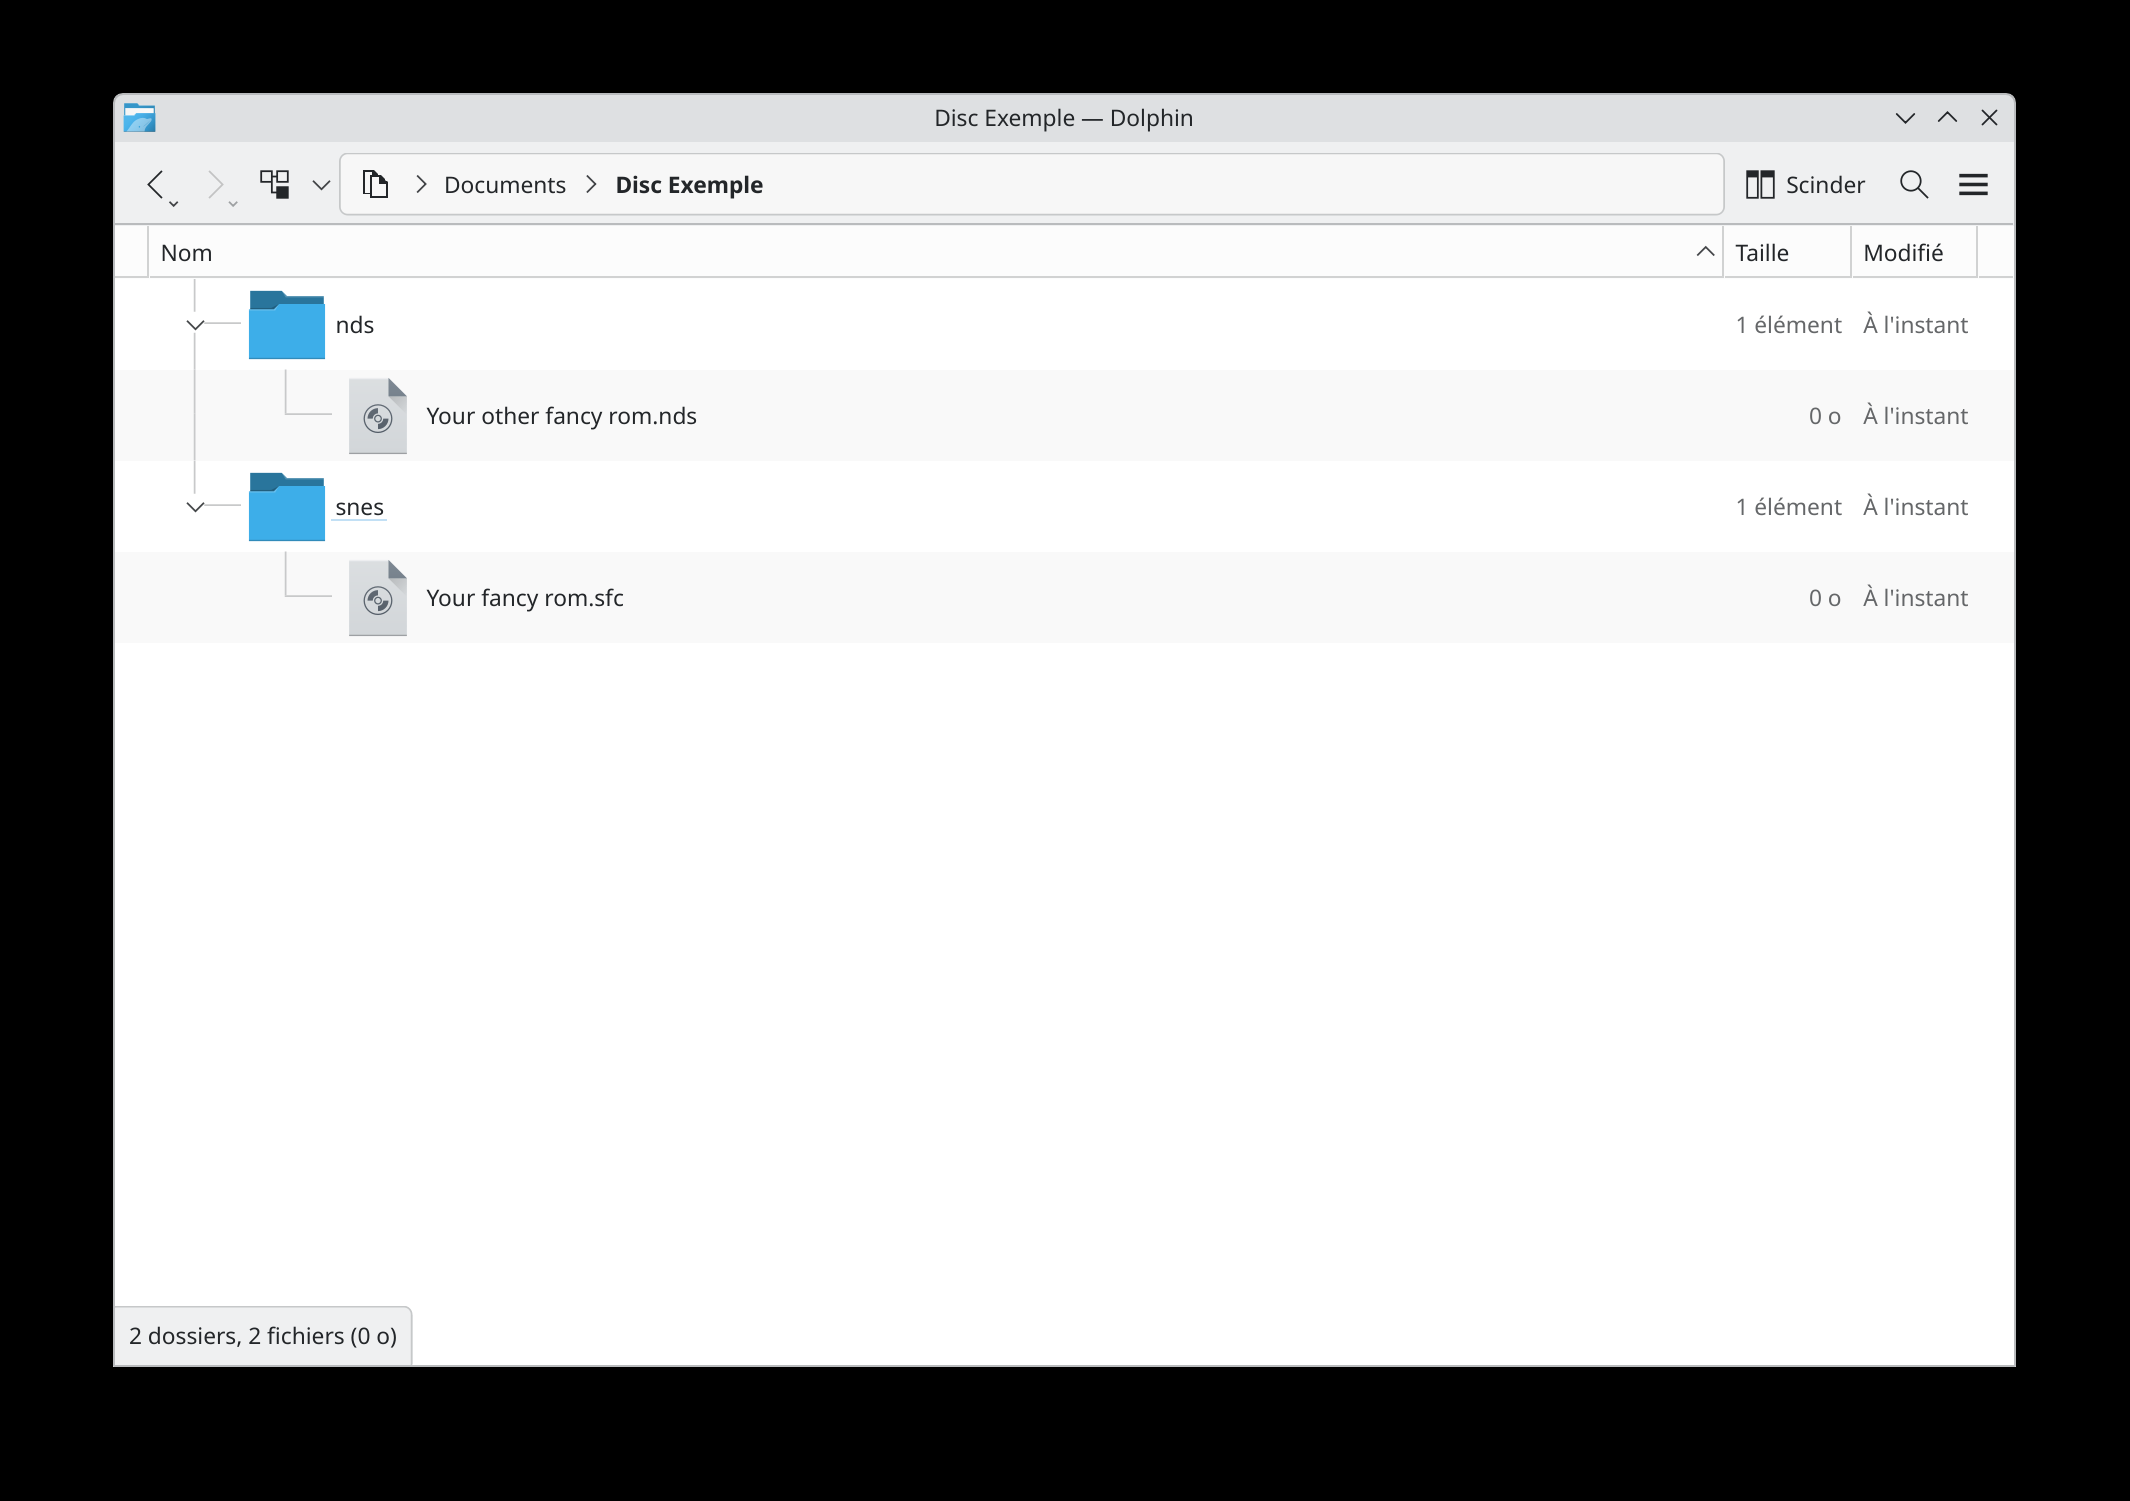 Disc Exemple — Dolphin
Documents Disc Exemple Scinder
Nom Taille Modifié
nds 1 élément À l'instant
Your other fancy rom.nds 0 o À l'instant
snes 1 élément À l'instant
Your fancy rom.sfc 0 o À l'instant
2 dossiers, 2 fichiers (0 o)